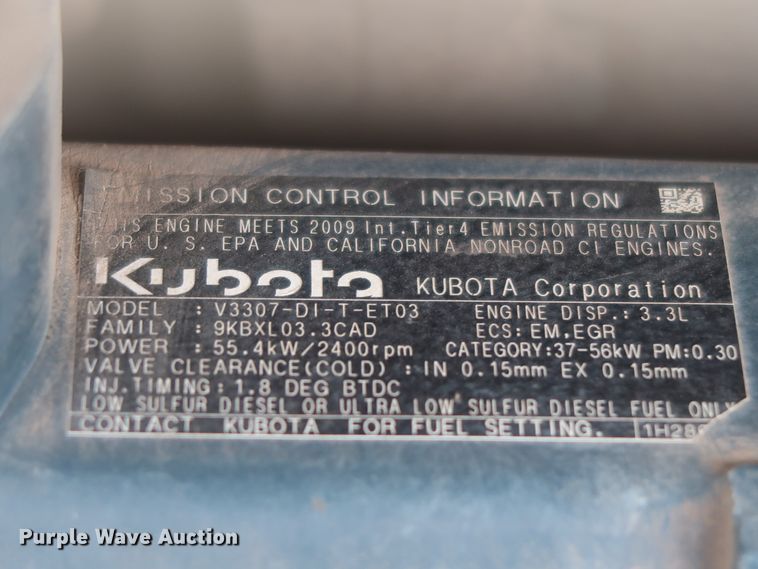 EMISSION CONTROL INFORMATION
THIS ENGINE MEETS 2009 Int.Tier4 EMISSION REGULATIONS
FOR U. S. EPA AND CALIFORNIA NONROAD CI ENGINES.
Kubota KUBOTA Corporation
MODEL : V3307-DI-T-ET03 ENGINE DISP.: 3.3L
FAMILY : 9KBXL03.3CAD ECS: EM.EGR
POWER : 55.4kW/2400rpm CATEGORY:37-56kW PM:0.30
VALVE CLEARANCE(COLD) : IN 0.15mm EX 0.15mm
INJ.TIMING: 1.8 DEG BTDC
LOW SULFUR DIESEL OR ULTRA LOW SULFUR DIESEL FUEL ONLY
CONTACT KUBOTA FOR FUEL SETTING.
Purple Wave Auction